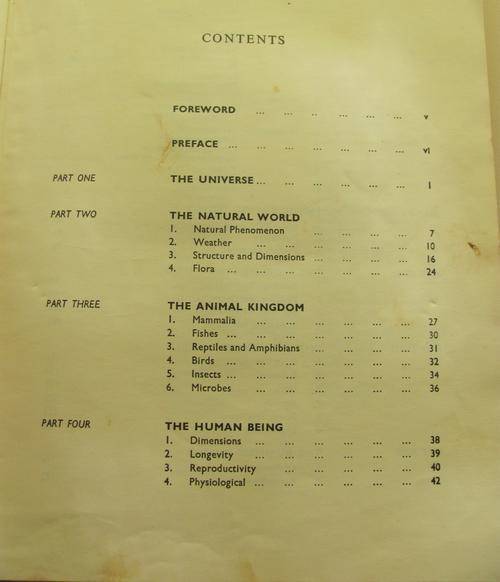 CONTENTS
FOREWORD ... ... .. ... ... ... v
PREFACE ... ... ... ... ... ... vi
PART ONE THE UNIVERSE ... ... ... ... ... ... 1
PART TWO THE NATURAL WORLD
1. Natural Phenomenon ... ... ... ... 7
2. Weather ... ... ... ... ... ... 10
3. Structure and Dimensions ... ... ... ... 16
4. Flora ... ... ... ... ... ... ... 24
PART THREE THE ANIMAL KINGDOM
1. Mammalia ... ... ... ... ... ... 27
2. Fishes ... ... ... ... ... ... ... 30
3. Reptiles and Amphibians ... ... ... ... 31
4. Birds ... ... ... ... ... ... ... 32
5. Insects ... ... ... ... ... ... ... 34
6. Microbes ... ... ... ... ... ... 36
PART FOUR THE HUMAN BEING
1. Dimensions ... ... ... ... ... ... 38
2. Longevity ... ... ... ... ... ... 39
3. Reproductivity ... ... ... ... ... 40
4. Physiological ... ... ... ... ... ... 42